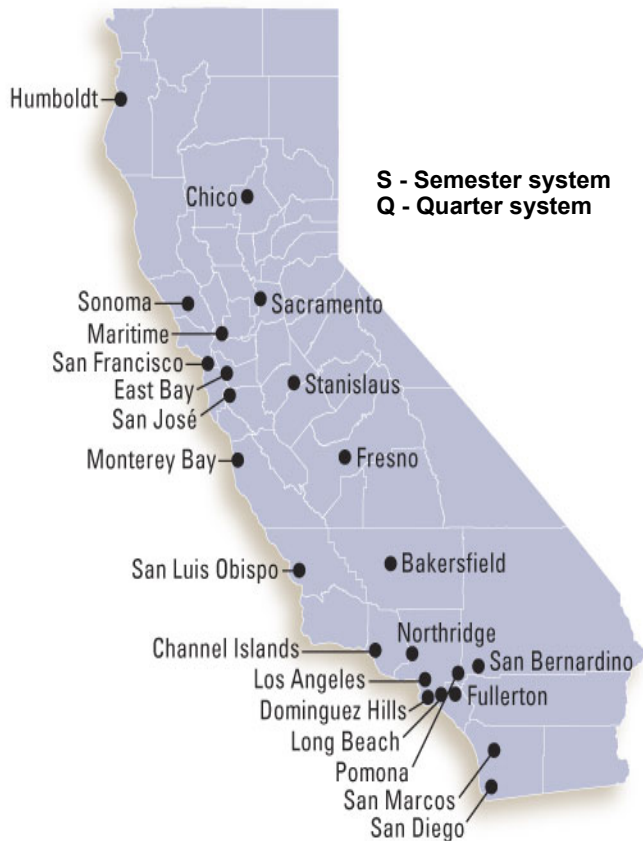 Humboldt
S - Semester system
Q - Quarter system
Chico
Sonoma
Sacramento
Maritime
San Francisco
East Bay
Stanislaus
San José
Monterey Bay
Fresno
San Luis Obispo
Bakersfield
Channel Islands
Northridge
San Bernardino
Los Angeles
Fullerton
Dominguez Hills
Long Beach
Pomona
San Marcos
San Diego